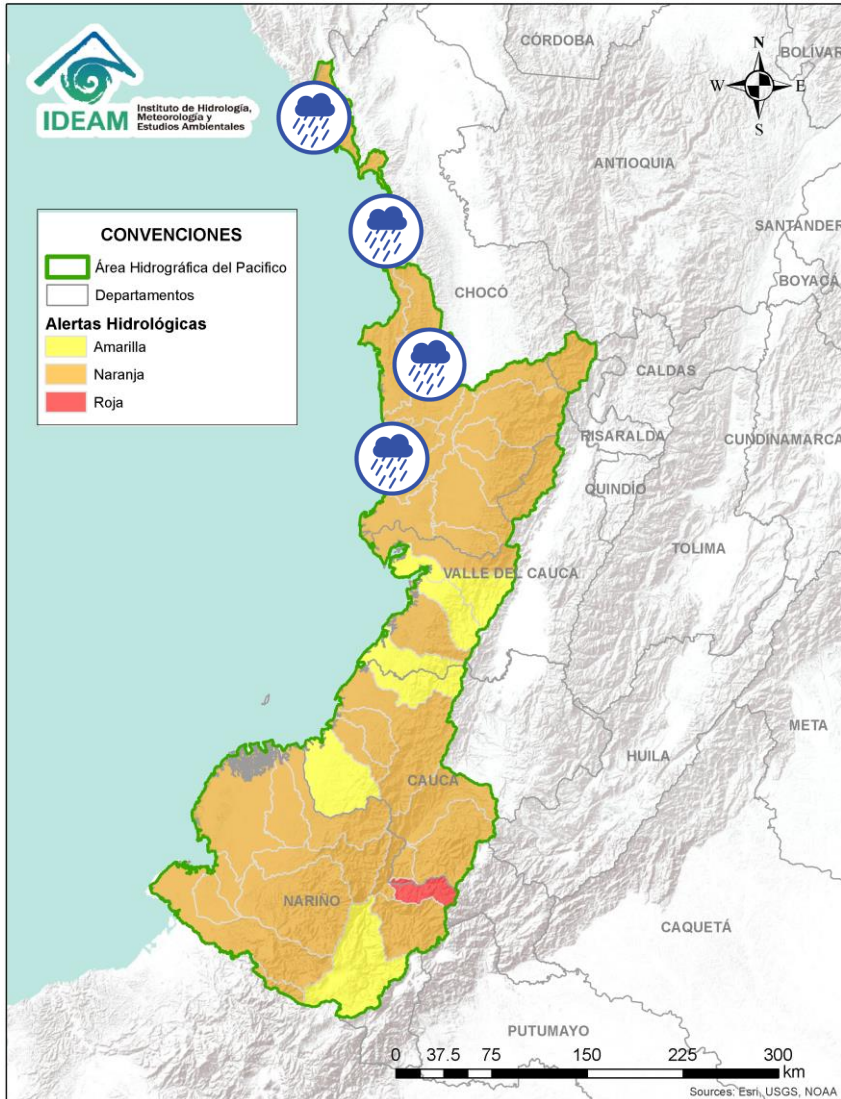 IDEAM
Instituto de Hidrología,
Meteorología y
Estudios Ambientales
CÓRDOBA
BOLÍVAR
N
W
E
S
ANTIOQUIA
SANTANDER
BOYACÁ
CONVENCIONES
Área Hidrográfica del Pacifico
Departamentos
Alertas Hidrológicas
Amarilla
Naranja
Roja
CHOCÓ
CALDAS
RISARALDA
CUNDINAMARCA
QUINDÍO
TOLIMA
VALLE DEL CAUCA
META
HUILA
CAUCA
NARIÑO
CAQUETÁ
PUTUMAYO
0 37.5 75 150 225 300
km
Sources: Esri, USGS, NOAA